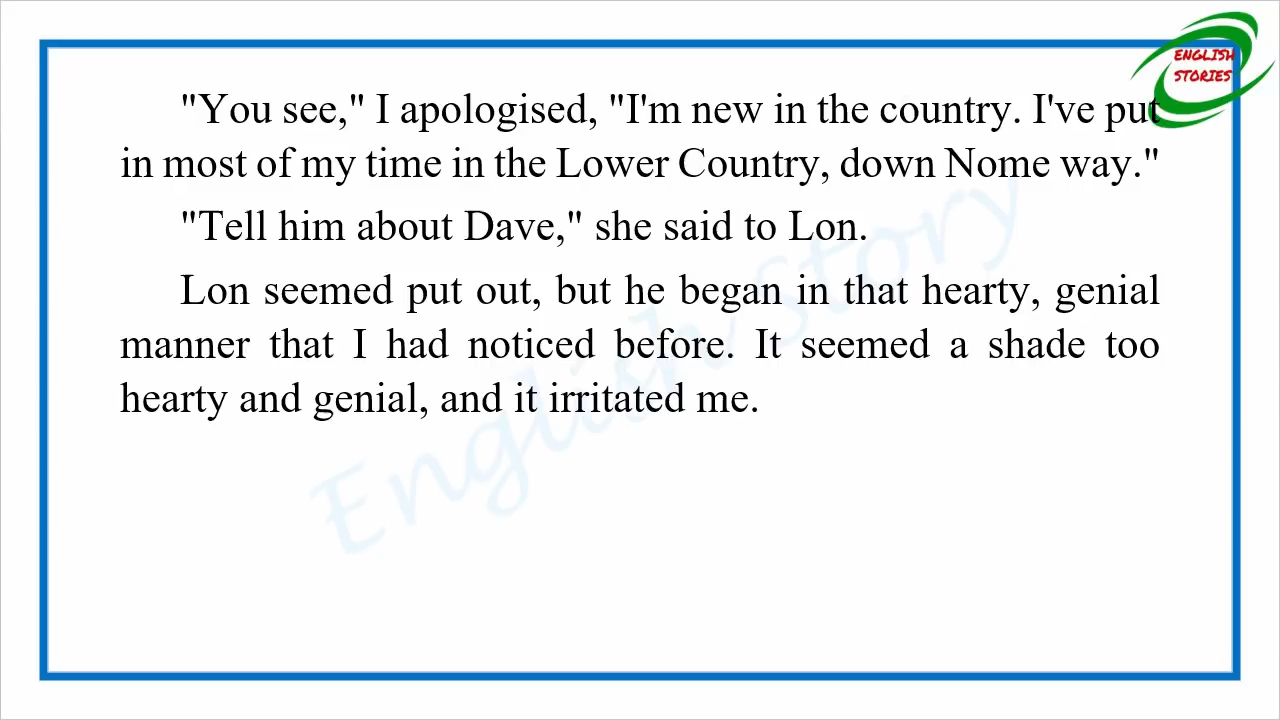 ENGLISH
STORIES
"You see," I apologised, "I'm new in the country. I've put
in most of my time in the Lower Country, down Nome way."
"Tell him about Dave," she said to Lon.
Lon seemed put out, but he began in that hearty, genial
manner that I had noticed before. It seemed a shade too
hearty and genial, and it irritated me.
English Story